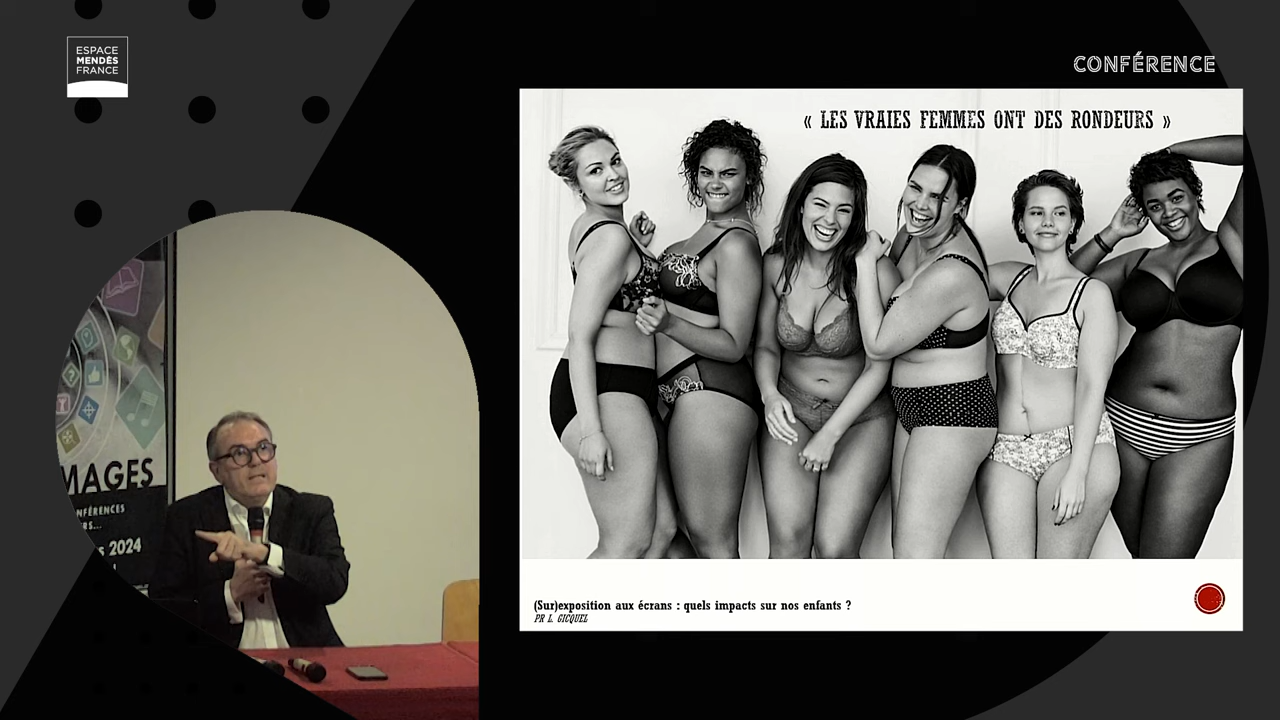 ESPACE
MENDÈS
FRANCE
CONFÉRENCE
« LES VRAIES FEMMES ONT DES RONDEURS »
MAGES
2024
(Sur)exposition aux écrans : quels impacts sur nos enfants ?
PR L. GICQUEL